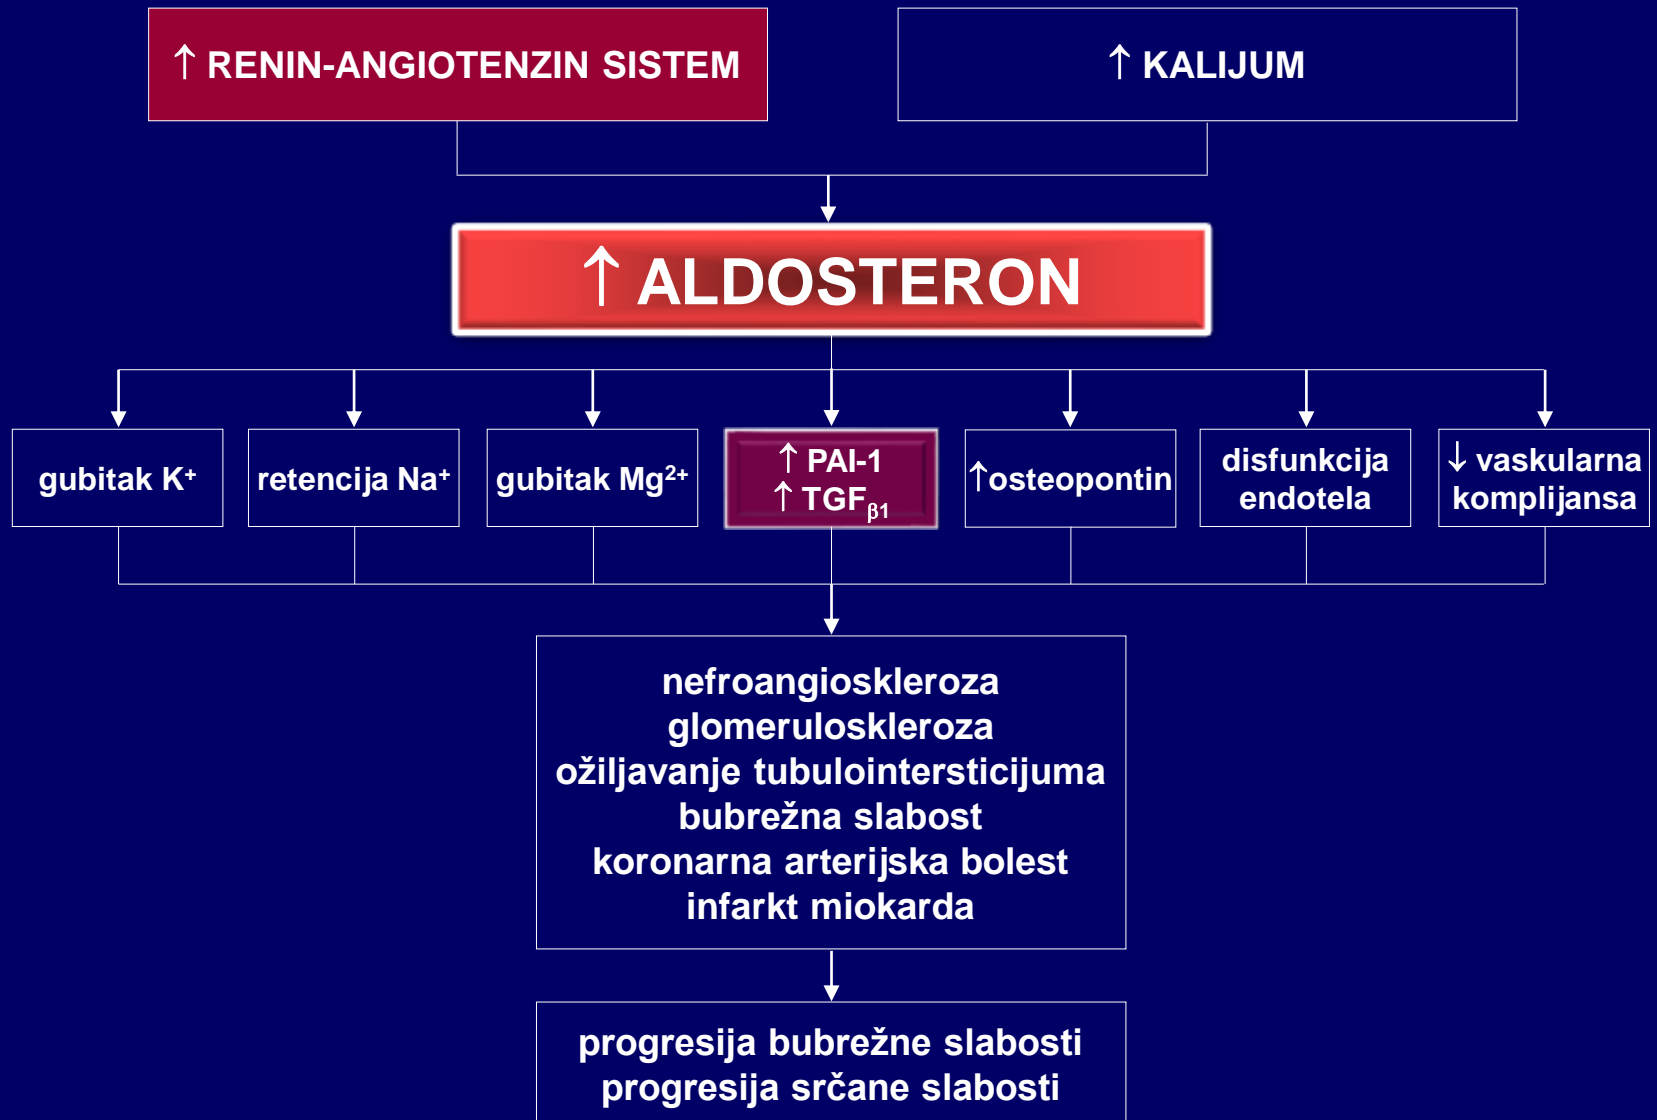 ↑ RENIN-ANGIOTENZIN SISTEM
↑ KALIJUM
↑ ALDOSTERON
gubitak K⁺
retencija Na⁺
gubitak Mg²⁺
↑ PAI-1
↑ TGFβ1
↑osteopontin
disfunkcija
endotela
↓ vaskularna
komplijansa
nefroangioskleroza
glomeruloskleroza
ožiljavanje tubulointersticijuma
bubrežna slabost
koronarna arterijska bolest
infarkt miokarda
progresija bubrežne slabosti
progresija srčane slabosti